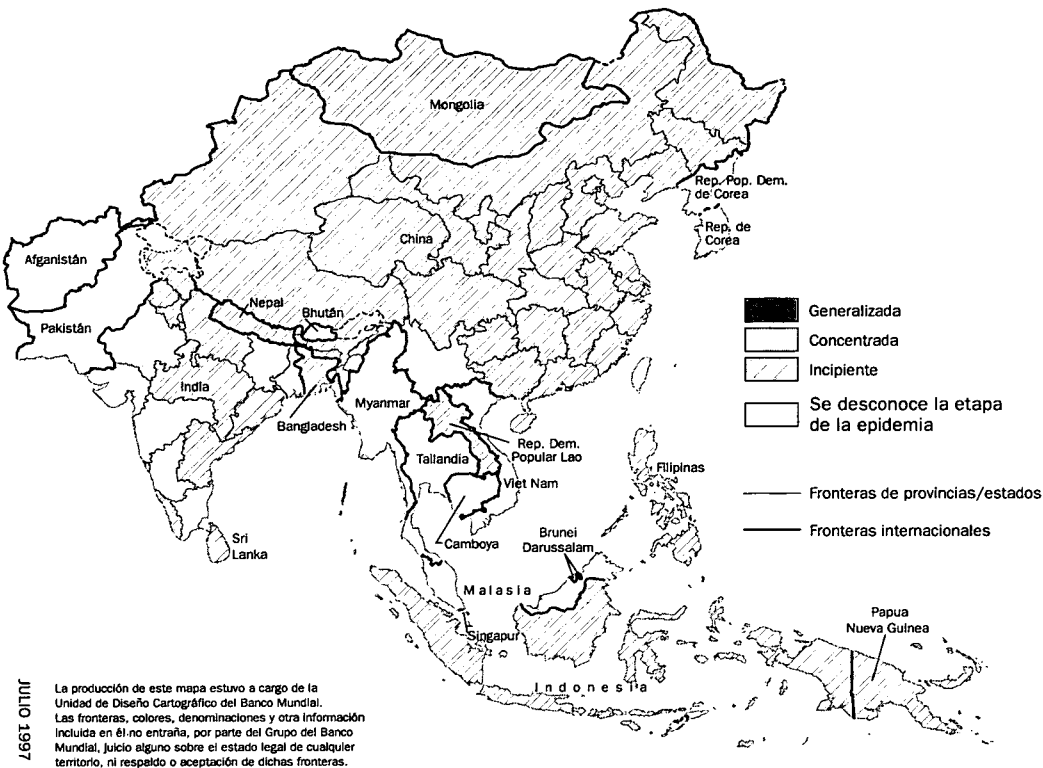 Mongolia
Rep. Pop. Dem.
de Corea
Rep. de
Corea
China
Afganistán
Nepal
Bhután
Pakistán
India
Myanmar
Bangladesh
Rep. Dem.
Popular Lao
Tailandia
Viet Nam
Filipinas
Camboya
Brunei
Darussalam
Sri
Lanka
Malasia
Singapur
Indonesia
Papua
Nueva Guinea
Generalizada
Concentrada
Incipiente
Se desconoce la etapa
de la epidemia
Fronteras de provincias/estados
Fronteras internacionales
JULIO 1997
La producción de este mapa estuvo a cargo de la
Unidad de Diseño Cartográfico del Banco Mundial.
Las fronteras, colores, denominaciones y otra información
incluida en él no entraña, por parte del Grupo del Banco
Mundial, juicio alguno sobre el estado legal de cualquier
territorio, ni respaldo o aceptación de dichas fronteras.